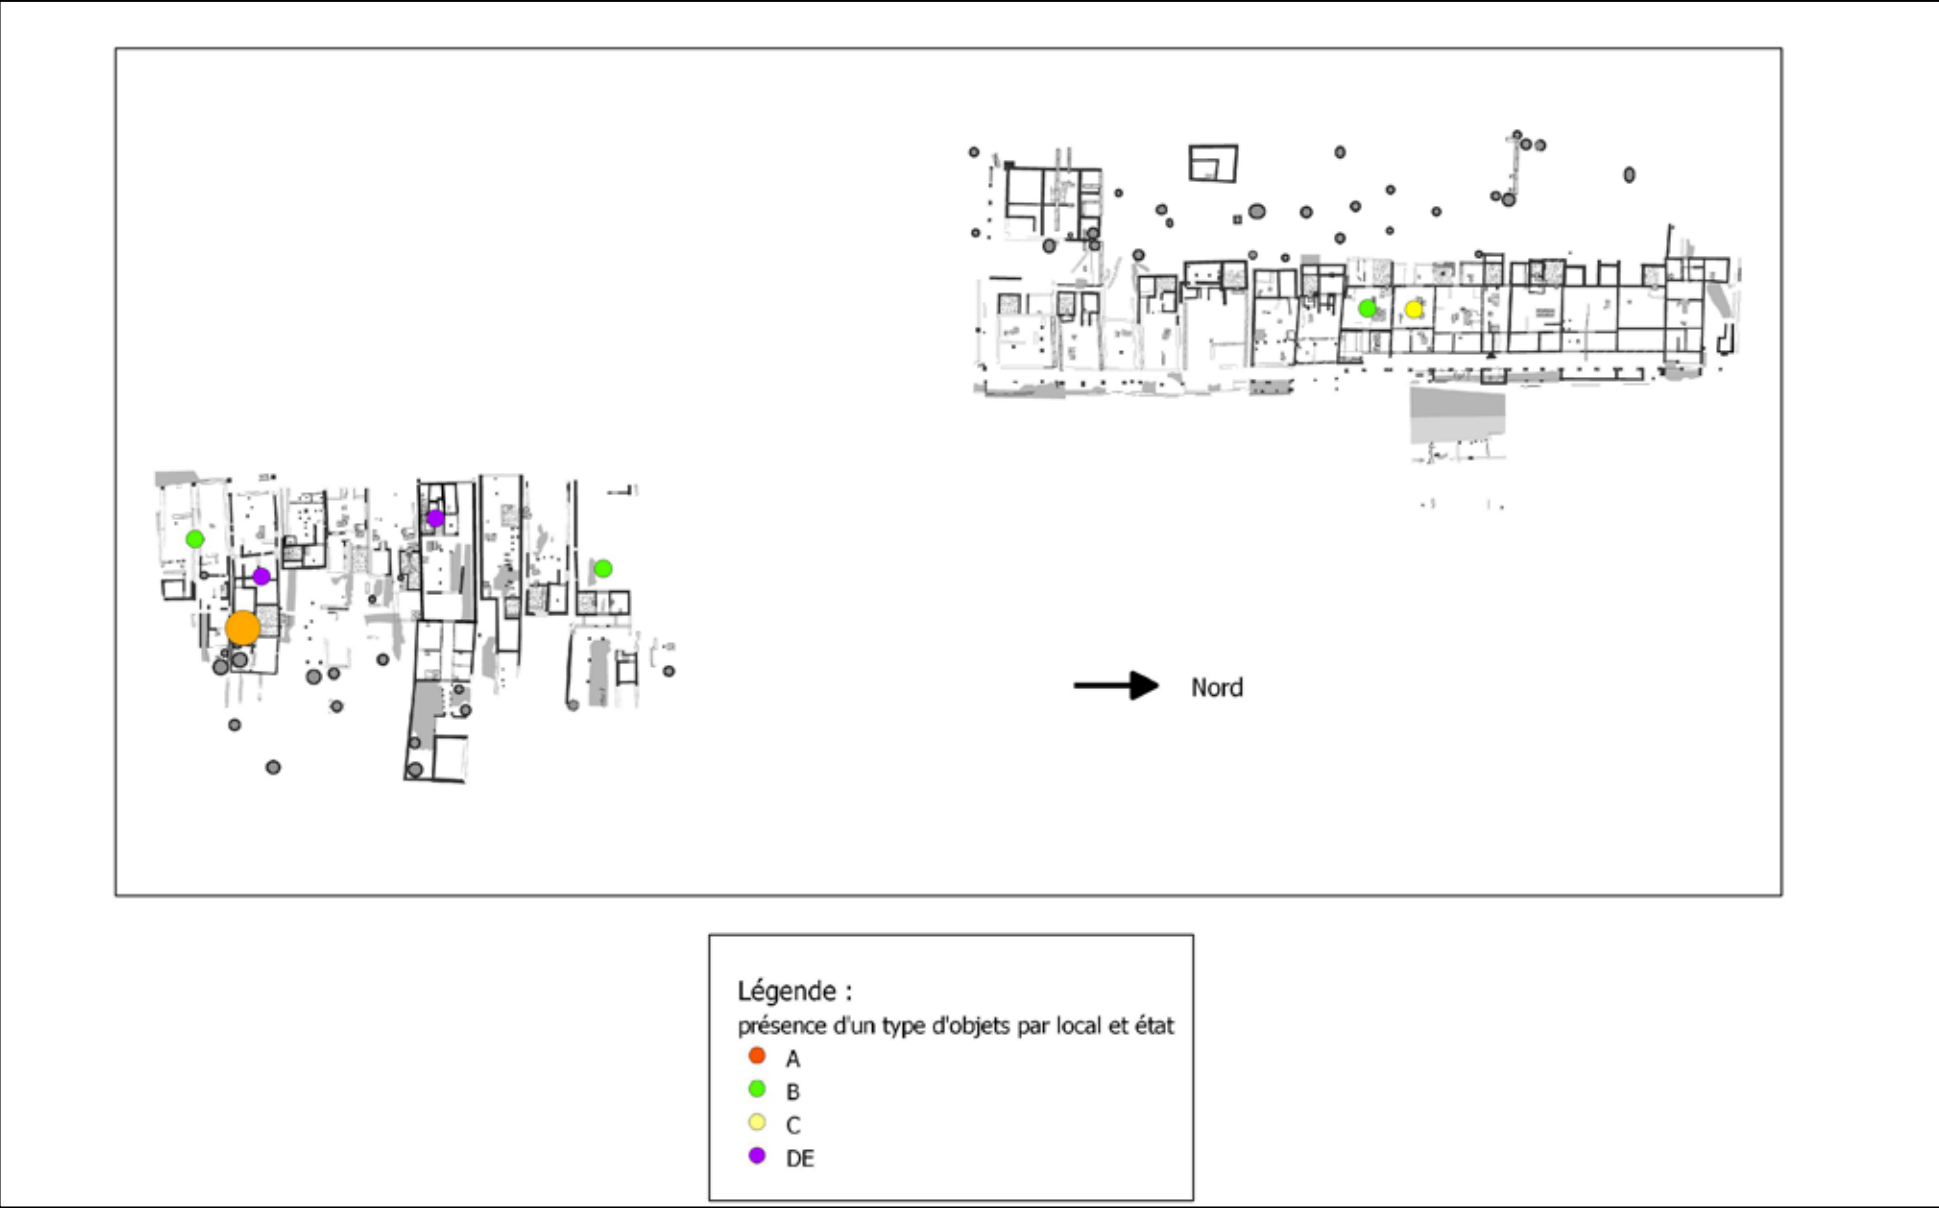 Nord
Légende :
présence d'un type d'objets par local et état
A
B
C
DE